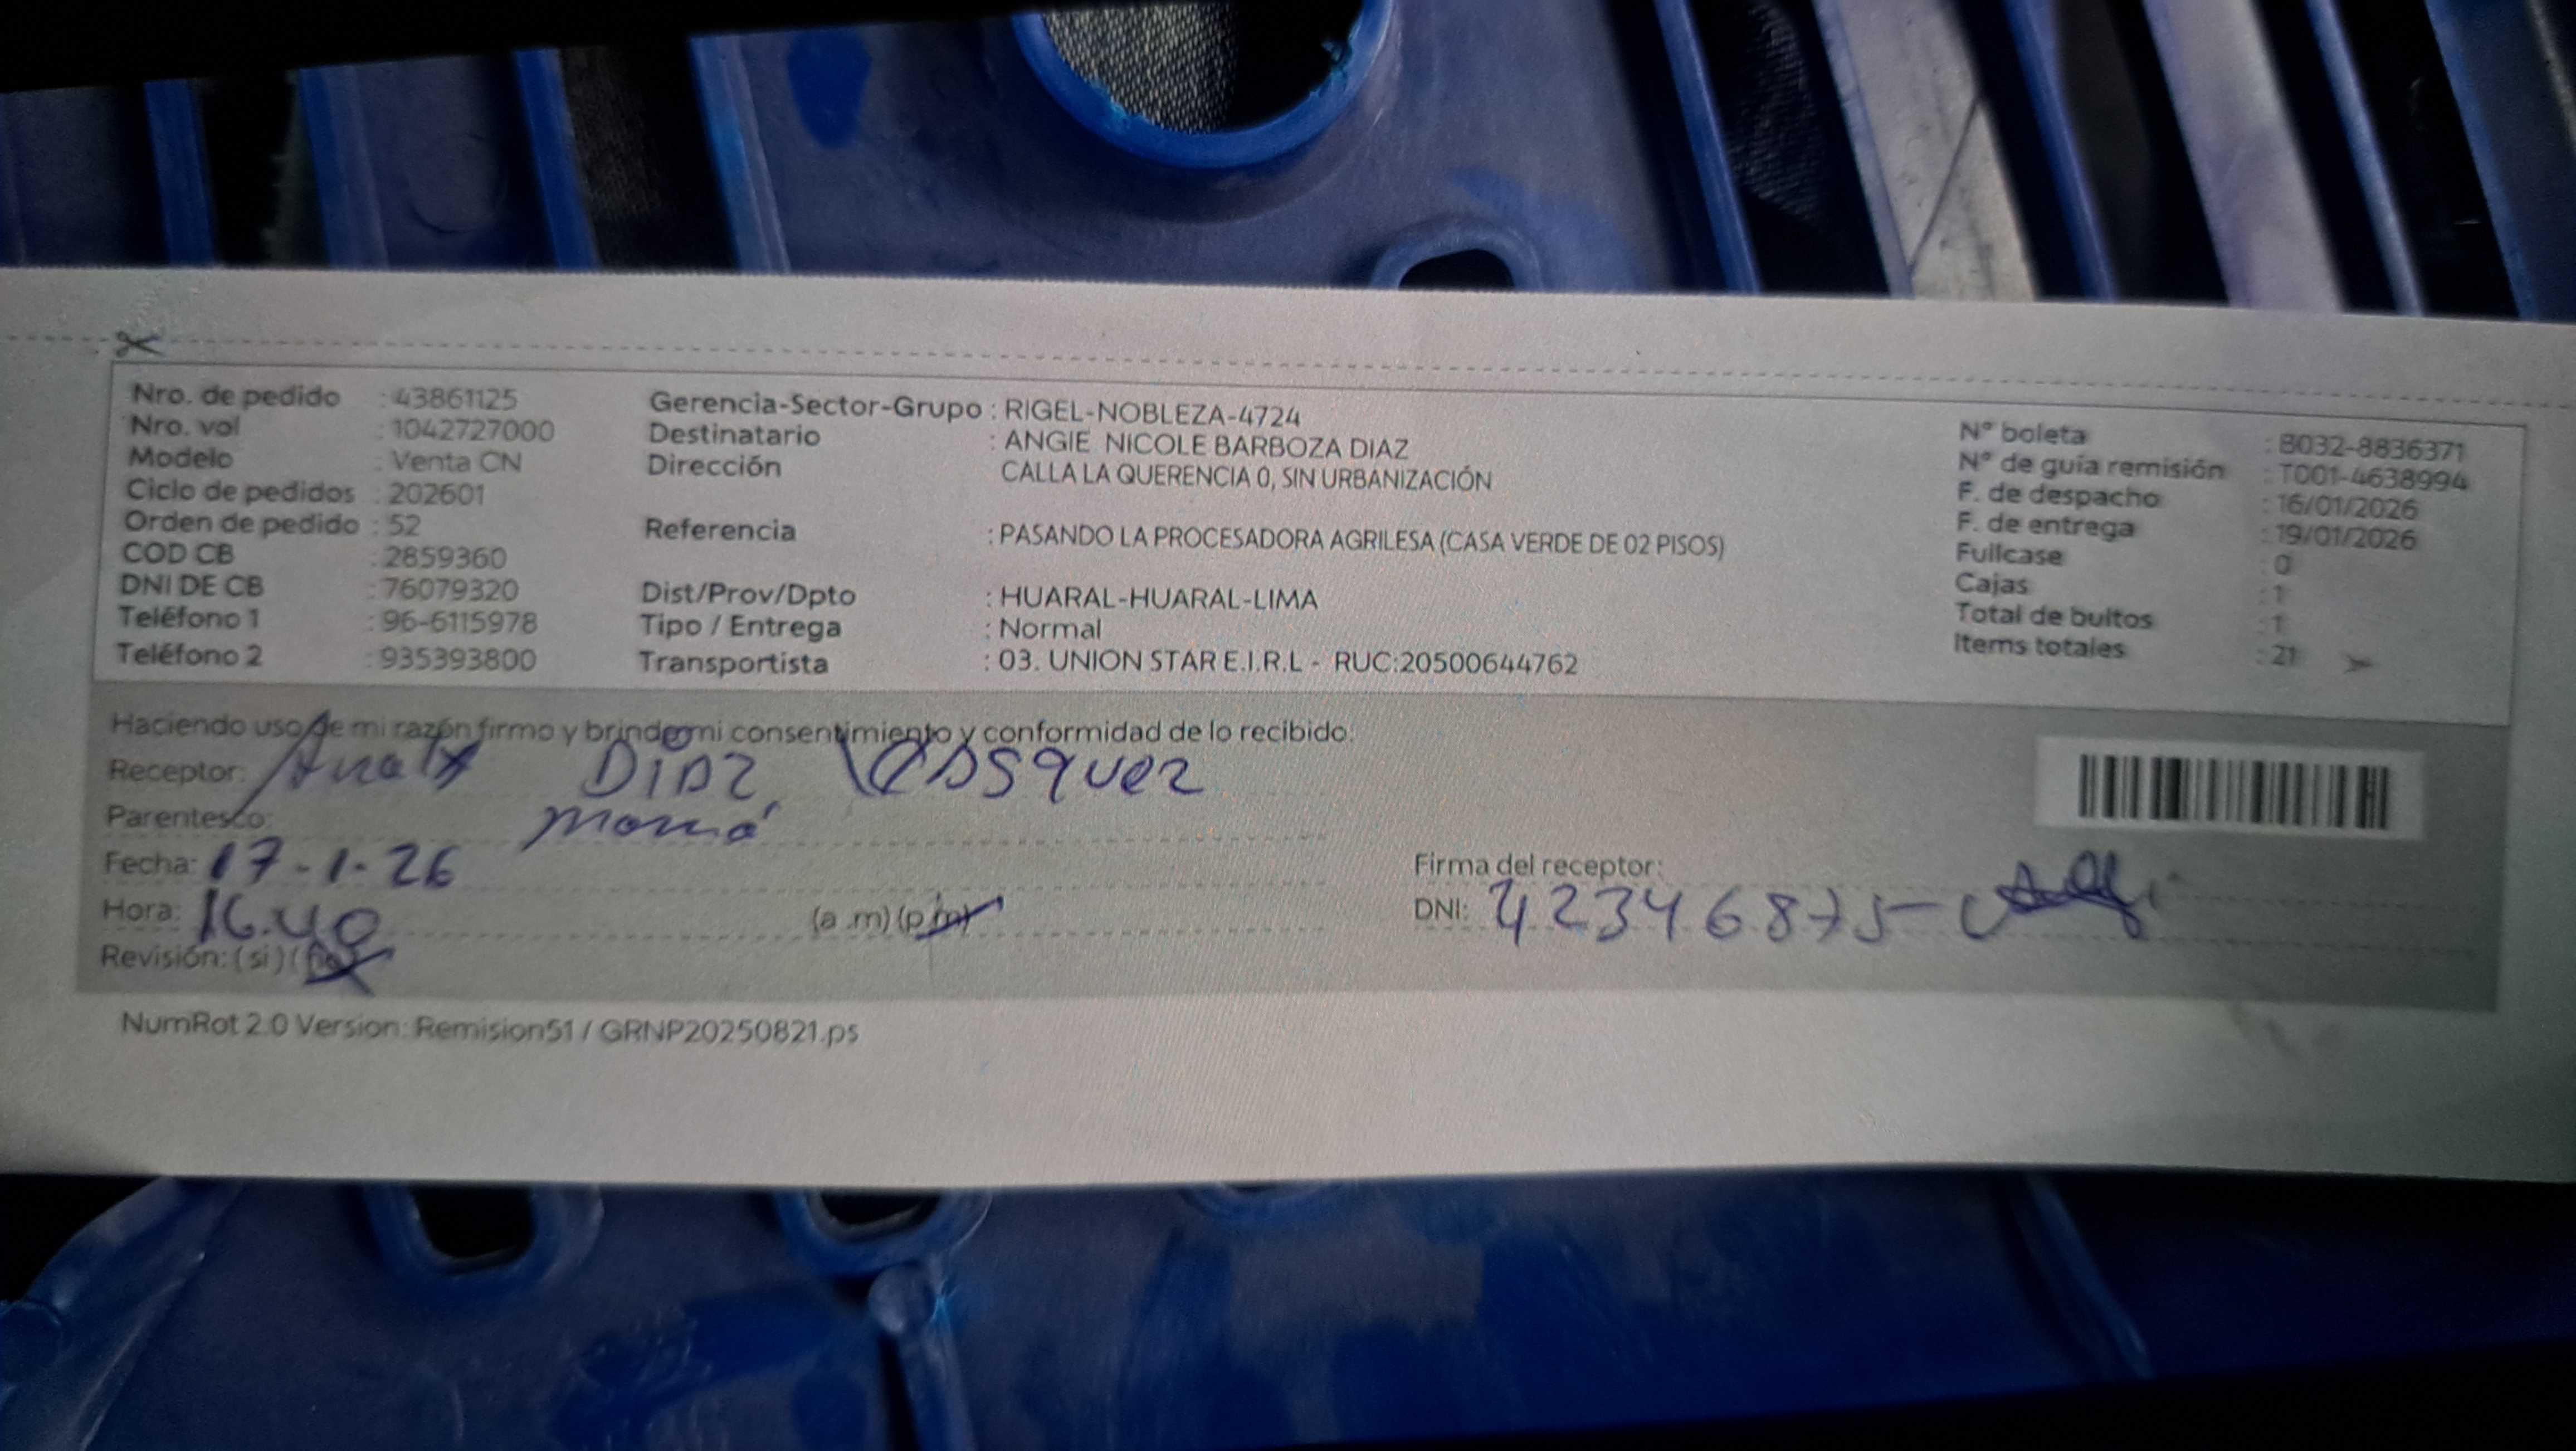 Nro. de pedido : 43861125
Nro. vol : 1042727000
Modelo : Venta CN
Ciclo de pedidos : 202601
Orden de pedido : 52
COD CB : 2859360
DNI DE CB : 76079320
Teléfono 1 : 96-6115978
Teléfono 2 : 935393800
Gerencia-Sector-Grupo : RIGEL-NOBLEZA-4724
Destinatario : ANGIE NICOLE BARBOZA DIAZ
Dirección CALLA LA QUERENCIA 0, SIN URBANIZACIÓN
Referencia : PASANDO LA PROCESADORA AGRILESA (CASA VERDE DE 02 PISOS)
Dist/Prov/Dpto : HUARAL-HUARAL-LIMA
Tipo / Entrega : Normal
Transportista : 03. UNION STAR E.I.R.L - RUC:20500644762
N° boleta : B032-8836371
N° de guía remisión : T001-4638994
F. de despacho : 16/01/2026
F. de entrega : 19/01/2026
Fullcase : 0
Cajas : 1
Total de bultos : 1
Items totales : 21
Haciendo uso de mi razón firmo y brindo mi consentimiento y conformidad de lo recibido:
Receptor: Diaz Vasquez
Parentesco: mamá
Fecha: 17-1-26
Hora: 16.40 (a .m) (p.m)
Revisión: (si) (no)
Firma del receptor:
DNI: 42346875
NumRot 2.0 Version: Remision51 / GRNP20250821.ps